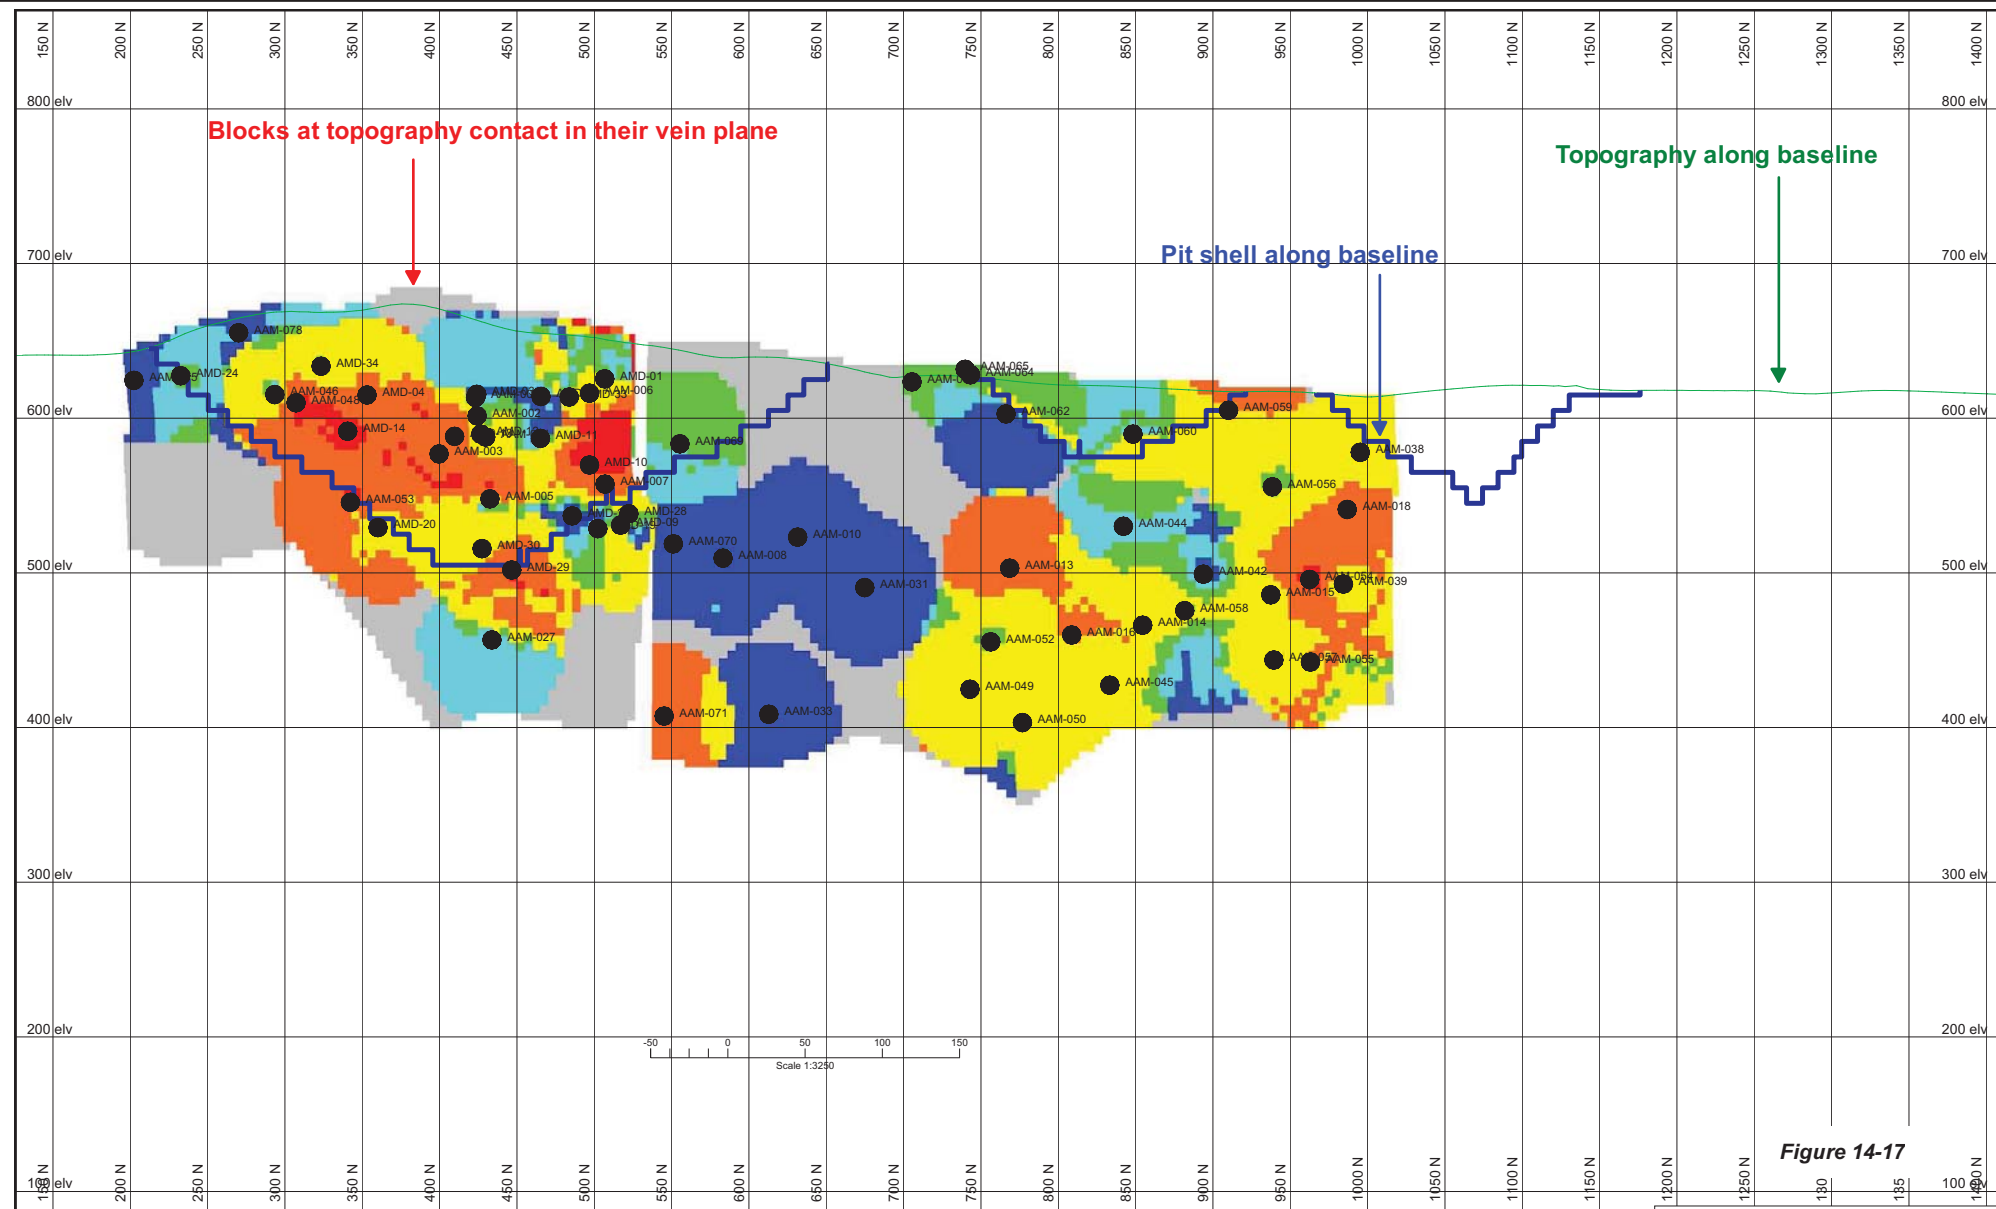 150 N
200 N
250 N
300 N
350 N
400 N
450 N
500 N
550 N
600 N
650 N
700 N
750 N
800 N
850 N
900 N
950 N
1000 N
1050 N
1100 N
1150 N
1200 N
1250 N
1300 N
1350 N
1400 N
800 elv
800 elv
Blocks at topography contact in their vein plane
Topography along baseline
Pit shell along baseline
700 elv
700 elv
AAM-078
AMD-34
AAM-065
AMD-24
AAM-064
AMD-01
AAM-046
AMD-04
AAM-006
AAM-048
600 elv
600 elv
AAM-059
AAM-002
AAM-062
AMD-14
AMD-11
AAM-060
AAM-003
AAM-038
AMD-10
AAM-007
AAM-056
AAM-053
AAM-005
AAM-018
AMD-28
AMD-20
AMD-09
AAM-044
AAM-010
AAM-070
AMD-30
AAM-008
500 elv
500 elv
AMD-29
AAM-013
AAM-042
AAM-039
AAM-031
AAM-015
AAM-058
AAM-014
AAM-016
AAM-027
AAM-052
AAM-055
AAM-049
AAM-045
AAM-071
AAM-033
AAM-050
400 elv
400 elv
300 elv
300 elv
200 elv
200 elv
-50 0 50 100 150
Scale 1:3250
Figure 14-17
100 elv
100 elv
150 N
200 N
250 N
300 N
350 N
400 N
450 N
500 N
550 N
600 N
650 N
700 N
750 N
800 N
850 N
900 N
950 N
1000 N
1050 N
1100 N
1150 N
1200 N
1250 N
130
135
1400 N